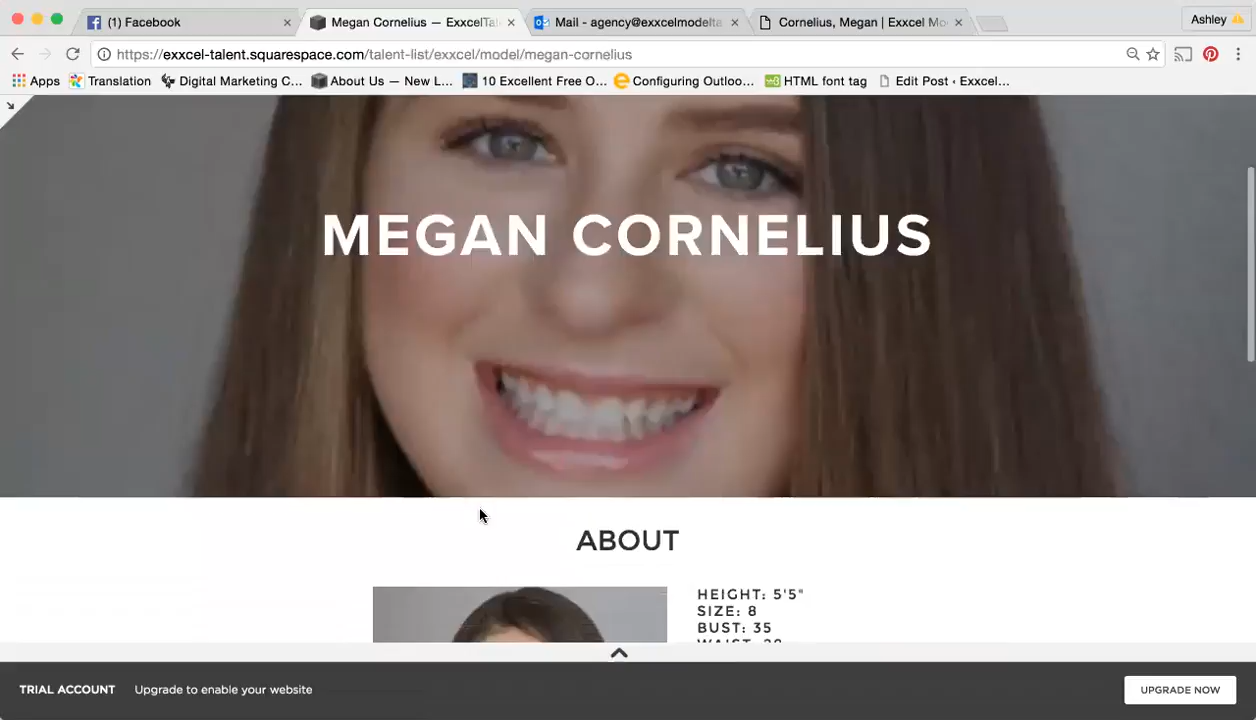 (1) Facebook
Megan Cornelius — ExxcelTal
Mail - agency@exxcelmodelta
Cornelius, Megan | Exxcel Mo
Ashley
https://exxcel-talent.squarespace.com/talent-list/exxcel/model/megan-cornelius
Apps
Translation
Digital Marketing C...
About Us — New L...
10 Excellent Free O...
Configuring Outloo...
HTML font tag
Edit Post ‹ Exxcel...
MEGAN CORNELIUS
ABOUT
HEIGHT: 5'5"
SIZE: 8
BUST: 35
TRIAL ACCOUNT
Upgrade to enable your website
UPGRADE NOW